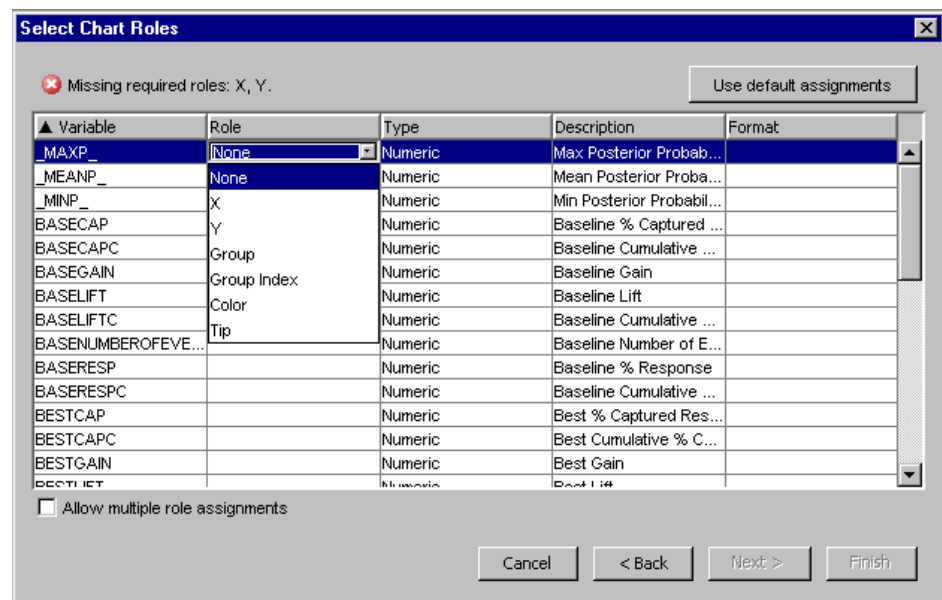 Select Chart Roles
Missing required roles: X, Y.
Use default assignments
▲ Variable Role Type Description Format
_MAXP_ None Numeric Max Posterior Probab...
_MEANP_ None Numeric Mean Posterior Proba...
_MINP_ X Numeric Min Posterior Probabil...
BASECAP Y Numeric Baseline % Captured ...
BASECAPC Group Numeric Baseline Cumulative ...
BASEGAIN Group Index Numeric Baseline Gain
BASELIFT Color Numeric Baseline Lift
BASELIFTC Tip Numeric Baseline Cumulative ...
BASENUMBEROFEVE... Numeric Baseline Number of E...
BASERESP Numeric Baseline % Response
BASERESPC Numeric Baseline Cumulative ...
BESTCAP Numeric Best % Captured Res...
BESTCAPC Numeric Best Cumulative % C...
BESTGAIN Numeric Best Gain
BESTLIFT Numeric Best Lift
Allow multiple role assignments
Cancel < Back Next > Finish